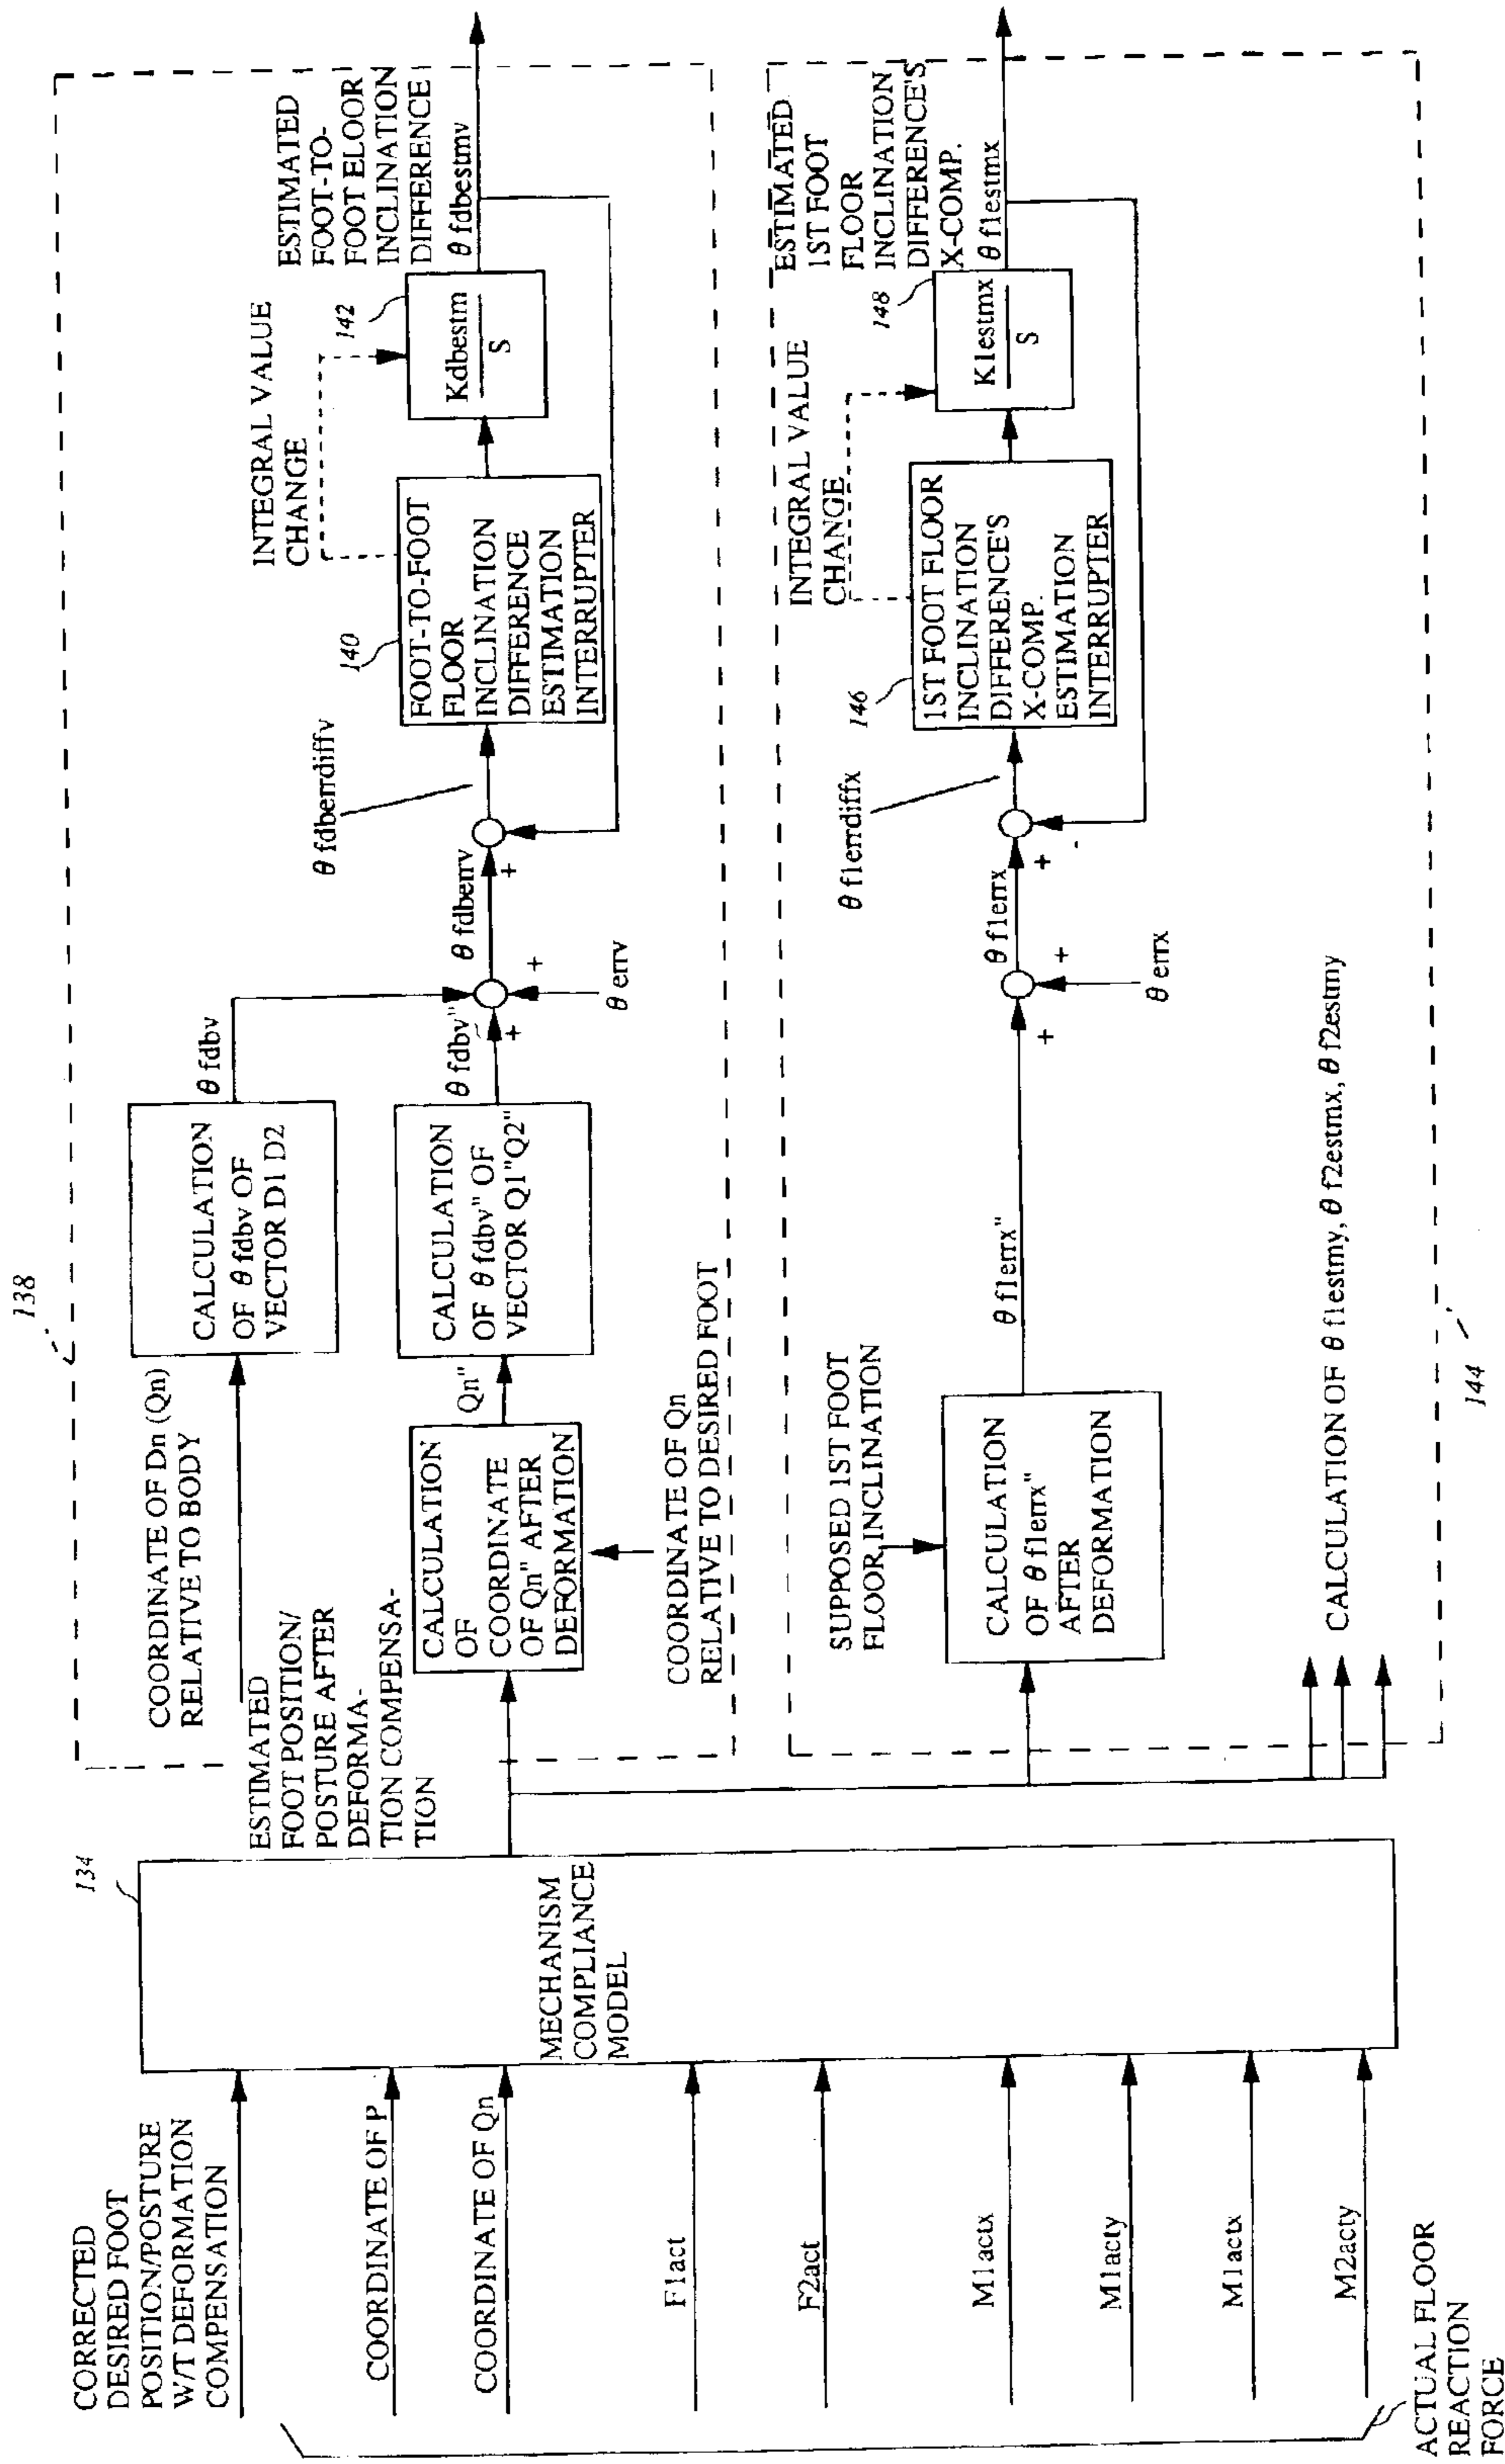 138
COORDINATE OF Dn (Qn)
RELATIVE TO BODY
CALCULATION
OF θ fdbv OF
VECTOR D1 D2
θ fdbv
ESTIMATED
FOOT POSITION/
POSTURE AFTER
DEFORMA-
TION COMPENSA-
TION
CALCULATION
OF
COORDINATE
OF Qn" AFTER
DEFORMATION
Qn"
CALCULATION
OF θ fdbv" OF
VECTOR Q1"Q2"
θ fdbv"
+
+
θ errv
θ fdberrv
+
θ fdberrdiffv
140
FOOT-TO-FOOT
FLOOR
INCLINATION
DIFFERENCE
ESTIMATION
INTERRUPTER
INTEGRAL VALUE
CHANGE
142
Kdbestm
S
ESTIMATED
FOOT-TO-
FOOT ELOOR
INCLINATION
DIFFERENCE
θ fdbestmv
COORDINATE OF Qn
RELATIVE TO DESIRED FOOT
134
MECHANISM
COMPLIANCE
MODEL
CORRECTED
DESIRED FOOT
POSITION/POSTURE
W/T DEFORMATION
COMPENSATION
COORDINATE OF P
COORDINATE OF Qn
F1act
F2act
M1actx
M1acty
M1actx
M2acty
ACTUAL FLOOR
REACTION
FORCE
SUPPOSED 1ST FOOT
FLOOR INCLINATION
CALCULATION
OF θ f1errx"
AFTER
DEFORMATION
θ f1errx"
+
+
θ errx
θ f1errx
+
θ f1errdiffx
146
1ST FOOT FLOOR
INCLINATION
DIFFERENCE'S
X-COMP.
ESTIMATION
INTERRUPTER
INTEGRAL VALUE
CHANGE
148
K1estmx
S
ESTIMATED
1ST FOOT
FLOOR
INCLINATION
DIFFERENCE'S
X-COMP.
θ f1estmx
CALCULATION OF θ f1estmy, θ f2estmx, θ f2estmy
144